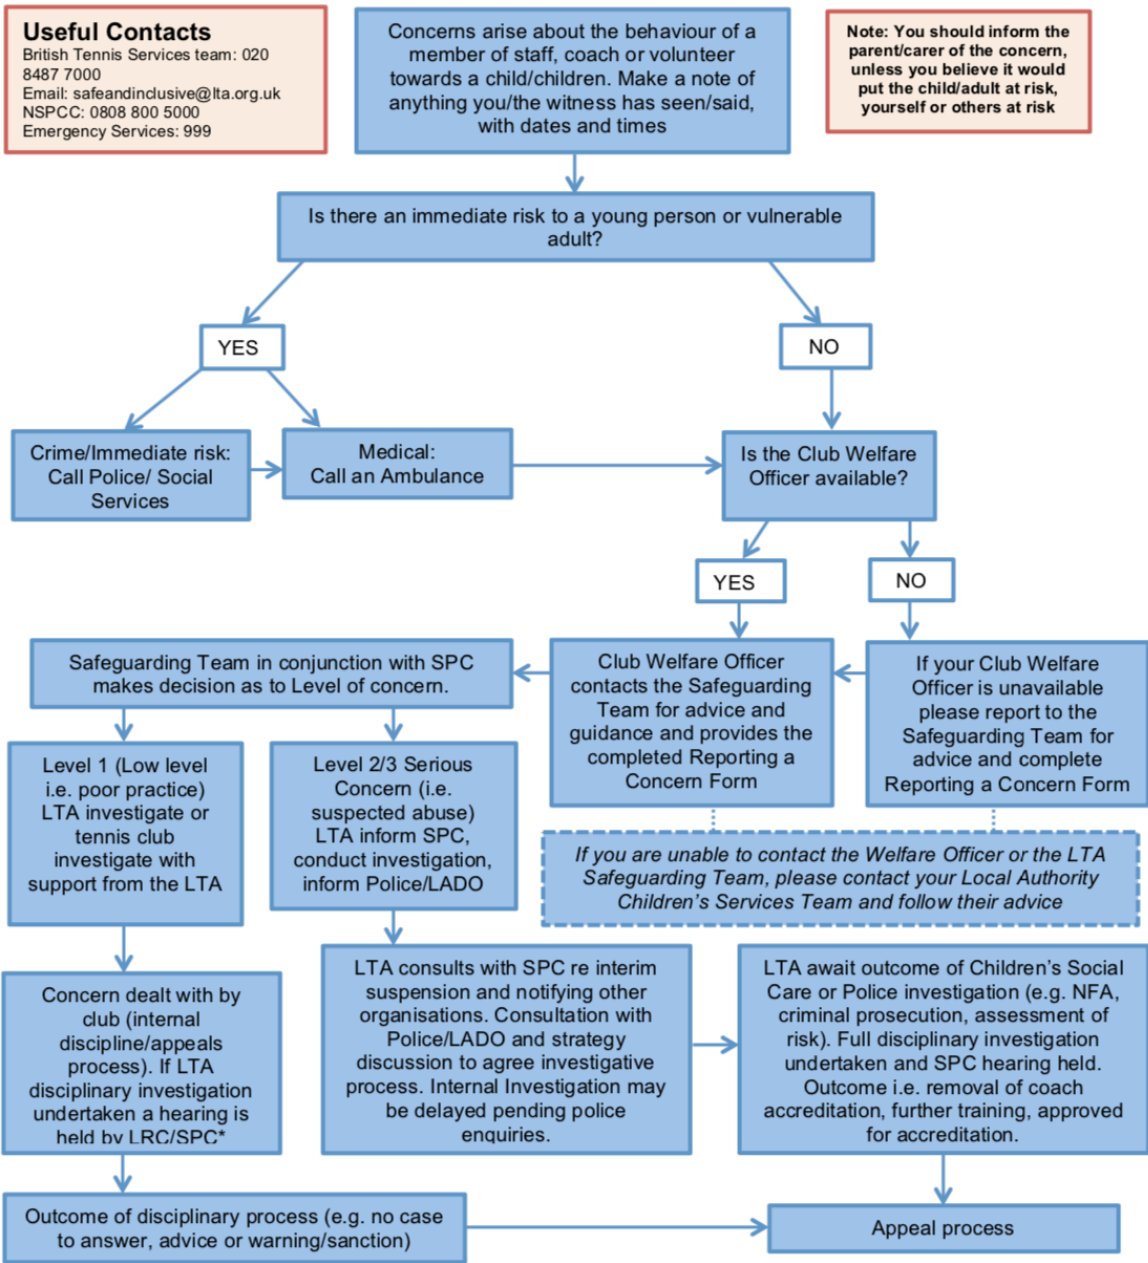 Useful Contacts
British Tennis Services team: 020
8487 7000
Email: safeandinclusive@lta.org.uk
NSPCC: 0808 800 5000
Emergency Services: 999
Concerns arise about the behaviour of a
member of staff, coach or volunteer
towards a child/children. Make a note of
anything you/the witness has seen/said,
with dates and times
Note: You should inform the
parent/carer of the concern,
unless you believe it would
put the child/adult at risk,
yourself or others at risk
Is there an immediate risk to a young person or vulnerable
adult?
YES
NO
Crime/Immediate risk:
Call Police/ Social
Services
Medical:
Call an Ambulance
Is the Club Welfare
Officer available?
YES
NO
Safeguarding Team in conjunction with SPC
makes decision as to Level of concern.
Club Welfare Officer
contacts the Safeguarding
Team for advice and
guidance and provides the
completed Reporting a
Concern Form
If your Club Welfare
Officer is unavailable
please report to the
Safeguarding Team for
advice and complete
Reporting a Concern Form
Level 1 (Low level
i.e. poor practice)
LTA investigate or
tennis club
investigate with
support from the LTA
Level 2/3 Serious
Concern (i.e.
suspected abuse)
LTA inform SPC,
conduct investigation,
inform Police/LADO
If you are unable to contact the Welfare Officer or the LTA
Safeguarding Team, please contact your Local Authority
Children's Services Team and follow their advice
Concern dealt with by
club (internal
discipline/appeals
process). If LTA
disciplinary investigation
undertaken a hearing is
held by LRC/SPC*
LTA consults with SPC re interim
suspension and notifying other
organisations. Consultation with
Police/LADO and strategy
discussion to agree investigative
process. Internal Investigation may
be delayed pending police
enquiries.
LTA await outcome of Children's Social
Care or Police investigation (e.g. NFA,
criminal prosecution, assessment of
risk). Full disciplinary investigation
undertaken and SPC hearing held.
Outcome i.e. removal of coach
accreditation, further training, approved
for accreditation.
Outcome of disciplinary process (e.g. no case
to answer, advice or warning/sanction)
Appeal process